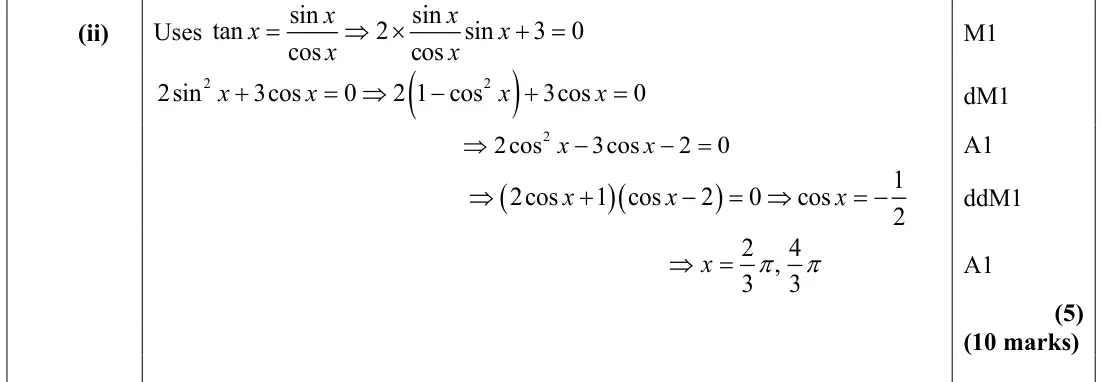 (ii) Uses tan x = sin x / cos x ⇒ 2 × sin x / cos x sin x + 3 = 0 M1
2sin² x + 3cos x = 0 ⇒ 2(1 − cos² x) + 3cos x = 0 dM1
⇒ 2cos² x − 3cos x − 2 = 0 A1
⇒ (2cos x + 1)(cos x − 2) = 0 ⇒ cos x = −1/2 ddM1
⇒ x = 2/3 π, 4/3 π A1
(5)
(10 marks)